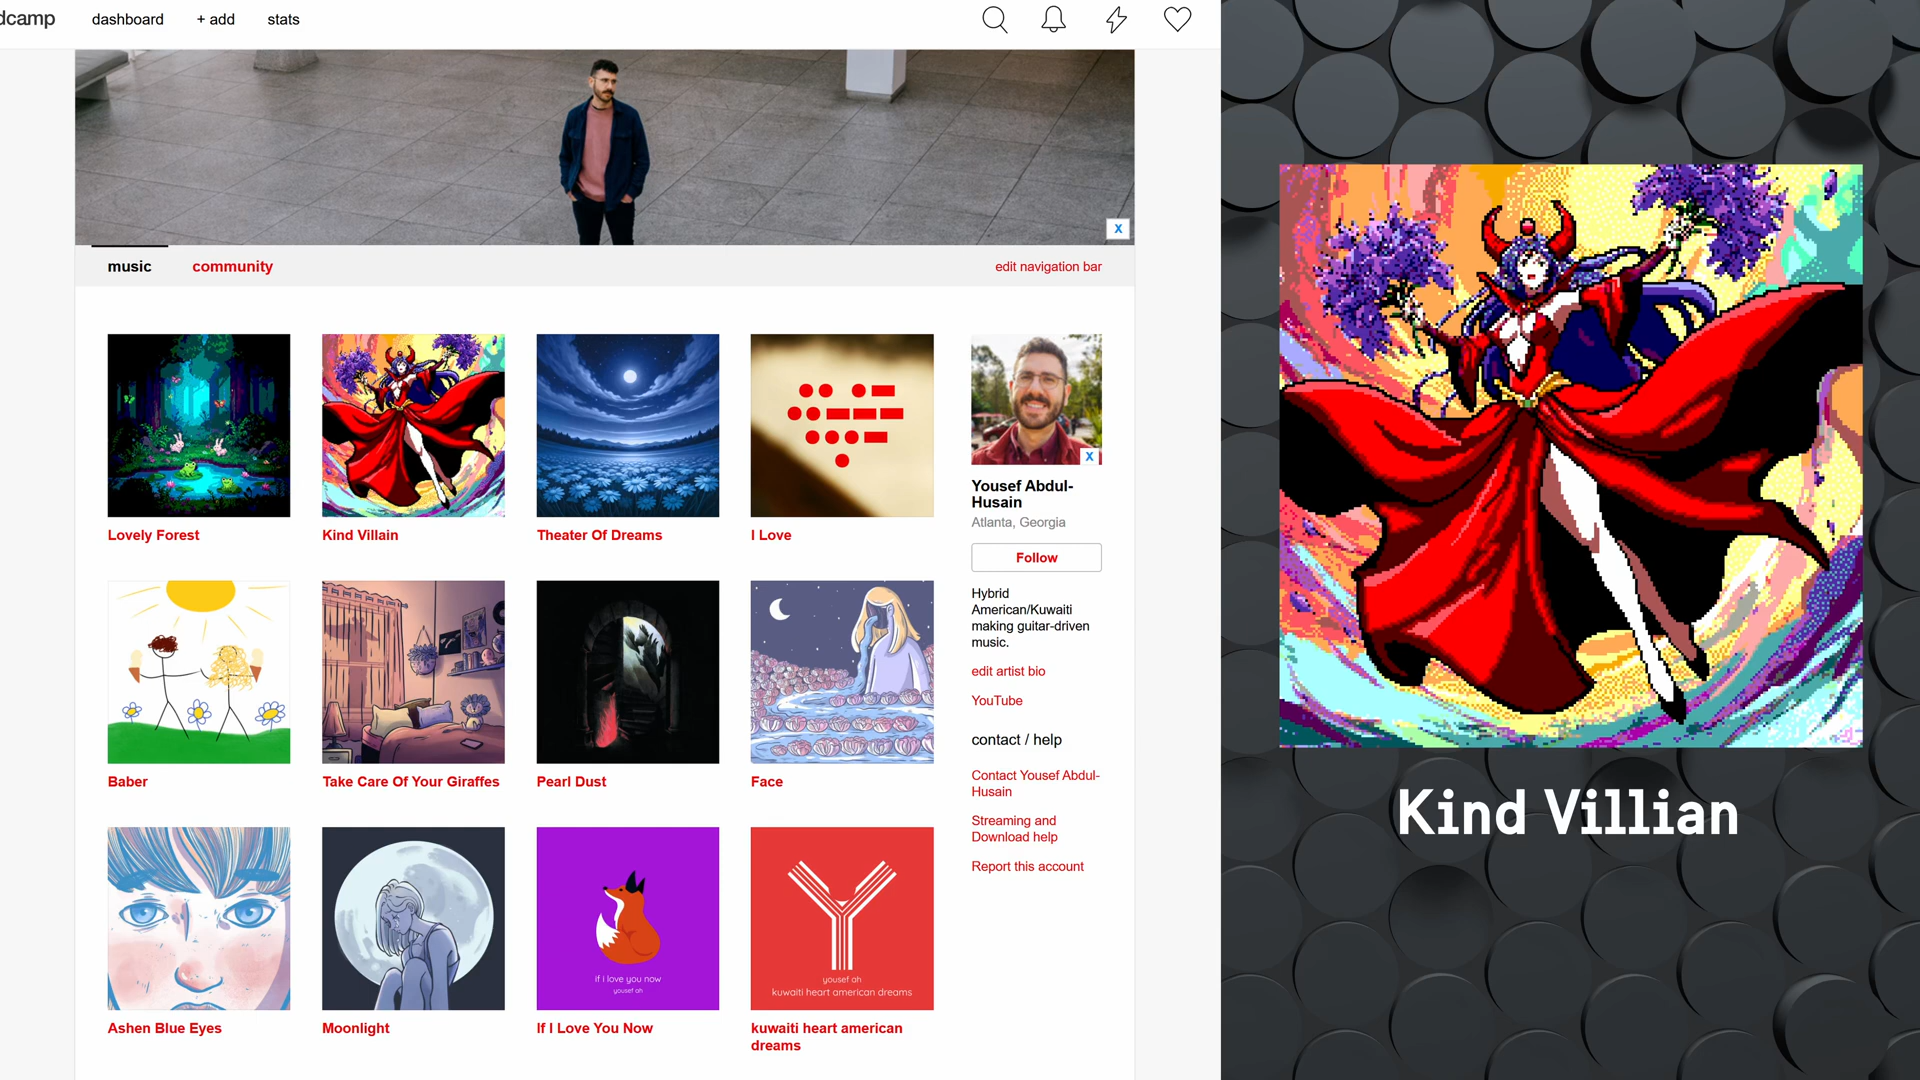 dcamp dashboard + add stats
X
music community edit navigation bar
X
Lovely Forest
Kind Villain
Theater Of Dreams
I Love
Baber
Take Care Of Your Giraffes
Pearl Dust
Face
if i love you now
yousef ah
yousef ah
kuwaiti heart american dreams
Ashen Blue Eyes
Moonlight
If I Love You Now
kuwaiti heart american
dreams
Yousef Abdul-
Husain
Atlanta, Georgia
Follow
Hybrid
American/Kuwaiti
making guitar-driven
music.
edit artist bio
YouTube
contact / help
Contact Yousef Abdul-
Husain
Streaming and
Download help
Report this account
Kind Villian